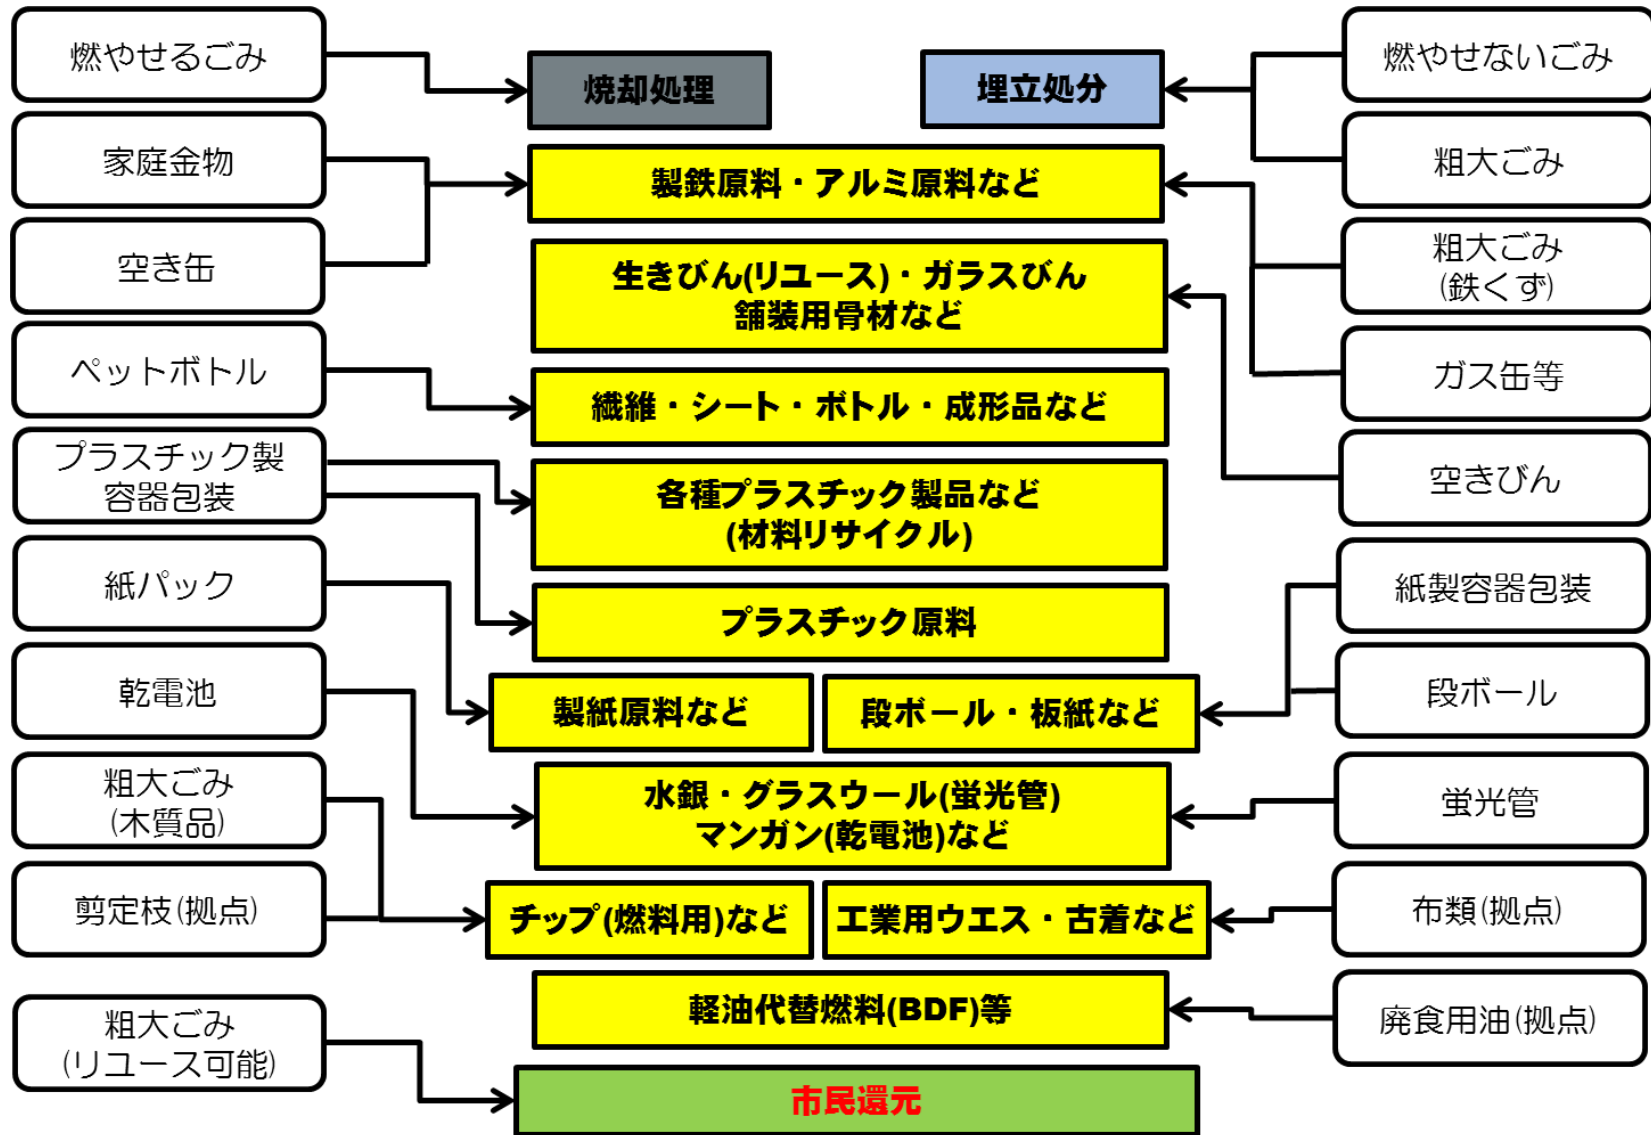 燃やせるごみ
家庭金物
空き缶
ペットボトル
プラスチック製
容器包装
紙パック
乾電池
粗大ごみ
(木質品)
剪定枝(拠点)
粗大ごみ
(リユース可能)
焼却処理
埋立処分
製鉄原料・アルミ原料など
生きびん(リユース)・ガラスびん
舗装用骨材など
繊維・シート・ボトル・成形品など
各種プラスチック製品など
(材料リサイクル)
プラスチック原料
製紙原料など
段ボール・板紙など
水銀・グラスウール(蛍光管)
マンガン(乾電池)など
チップ(燃料用)など
工業用ウエス・古着など
軽油代替燃料(BDF)等
市民還元
燃やせないごみ
粗大ごみ
粗大ごみ
(鉄くず)
ガス缶等
空きびん
紙製容器包装
段ボール
蛍光管
布類(拠点)
廃食用油(拠点)